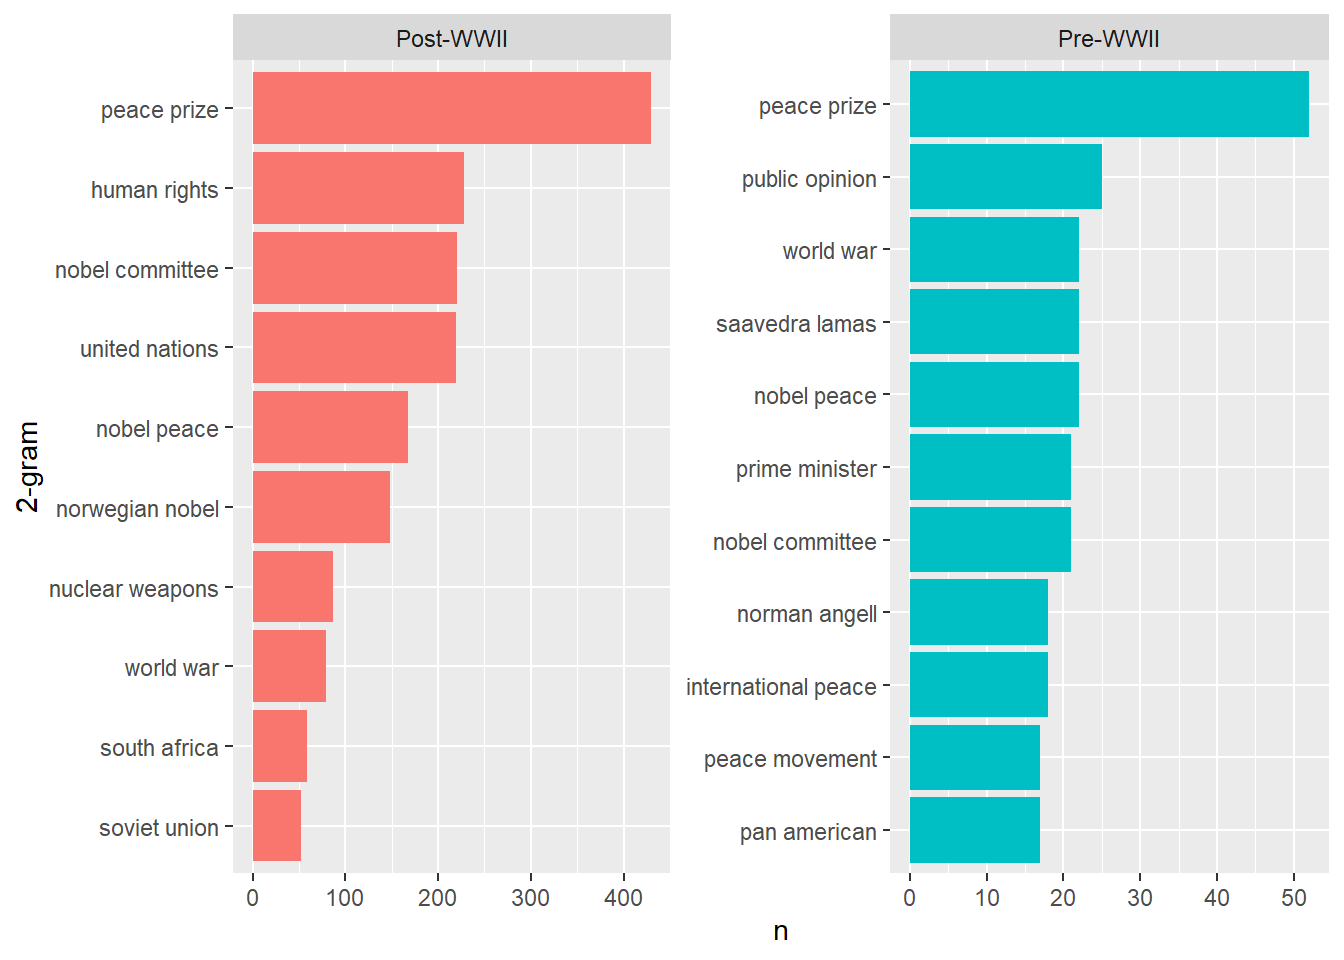 Post-WWII
Pre-WWII
2-gram
peace prize
human rights
nobel committee
united nations
nobel peace
norwegian nobel
nuclear weapons
world war
south africa
soviet union
0 100 200 300 400
peace prize
public opinion
world war
saavedra lamas
nobel peace
prime minister
nobel committee
norman angell
international peace
peace movement
pan american
0 10 20 30 40 50
n